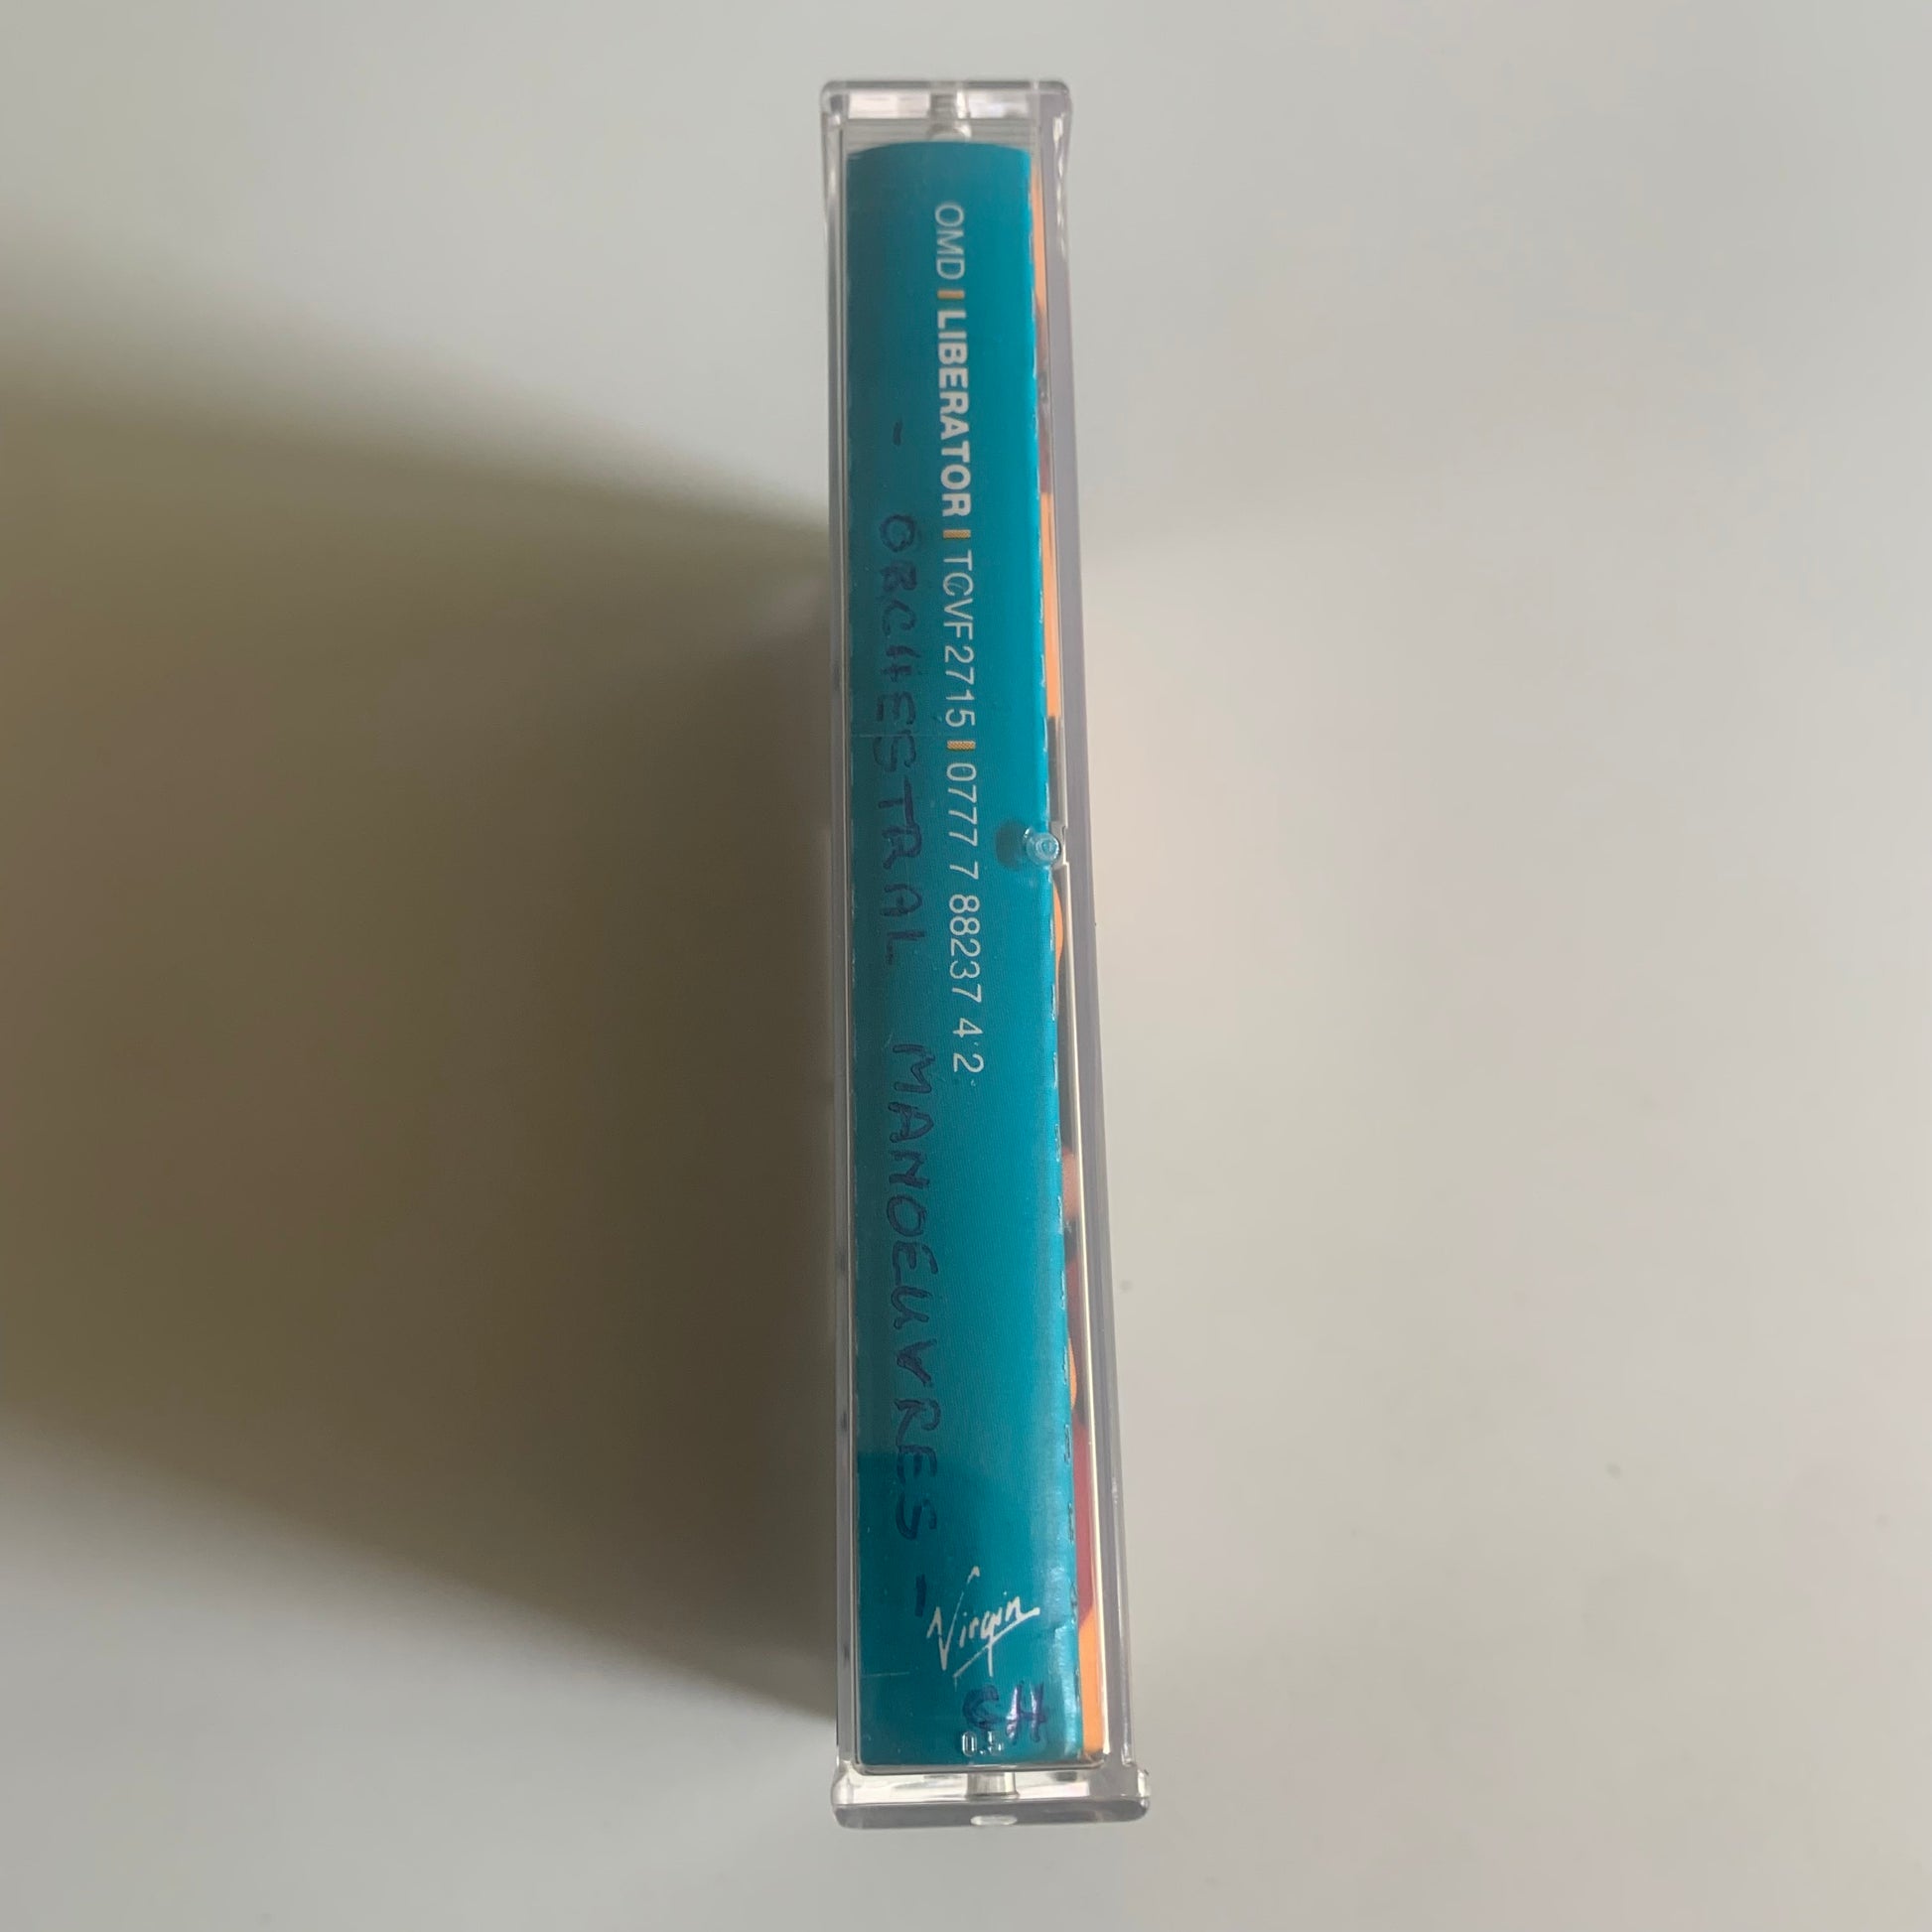 OMD LIBERATOR TCVF2715 0777 7 88237 4 2
- ORCHESTRAL MANOEUVRES -
Virgin